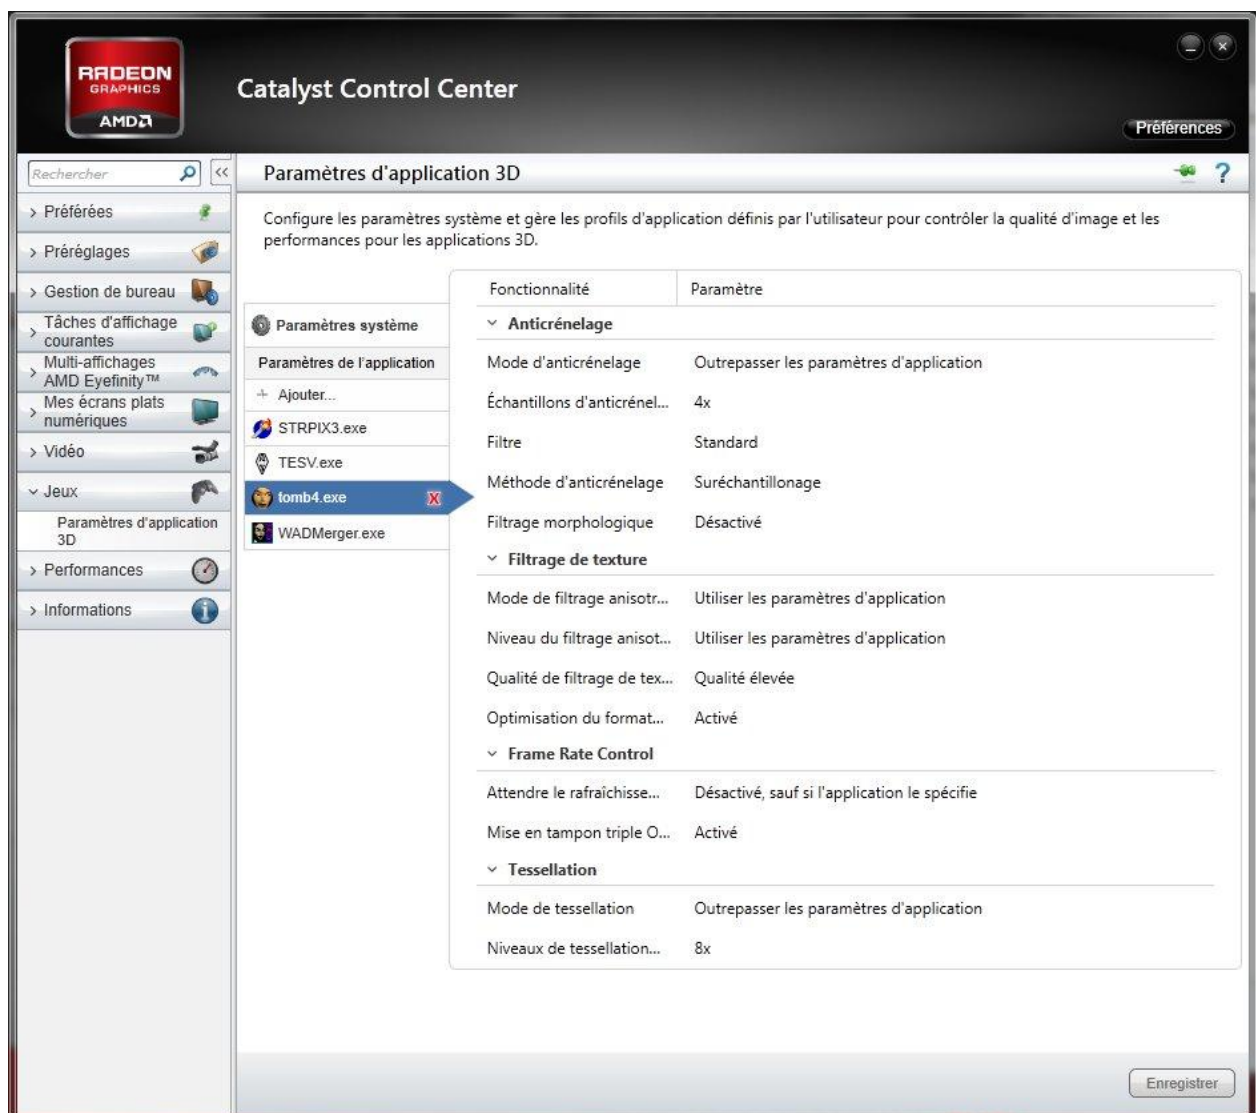 RADEON
GRAPHICS
AMD
Catalyst Control Center
Préférences
Rechercher
<<
Paramètres d'application 3D
?
> Préférées
> Préréglages
> Gestion de bureau
> Tâches d'affichage
courantes
> Multi-affichages
AMD Eyefinity™
> Mes écrans plats
numériques
> Vidéo
Jeux
Paramètres d'application
3D
> Performances
> Informations
Configure les paramètres système et gère les profils d'application définis par l'utilisateur pour contrôler la qualité d'image et les
performances pour les applications 3D.
Paramètres système
Paramètres de l'application
+ Ajouter...
STRPIX3.exe
TESV.exe
tomb4.exe X
WADMerger.exe
Fonctionnalité Paramètre
Anticrénelage
Mode d'anticrénelage Outrepasser les paramètres d'application
Échantillons d'anticrénel... 4x
Filtre Standard
Méthode d'anticrénelage Suréchantillonage
Filtrage morphologique Désactivé
Filtrage de texture
Mode de filtrage anisotr... Utiliser les paramètres d'application
Niveau du filtrage anisot... Utiliser les paramètres d'application
Qualité de filtrage de tex... Qualité élevée
Optimisation du format... Activé
Frame Rate Control
Attendre le rafraîchisse... Désactivé, sauf si l'application le spécifie
Mise en tampon triple O... Activé
Tessellation
Mode de tessellation Outrepasser les paramètres d'application
Niveaux de tessellation... 8x
Enregistrer